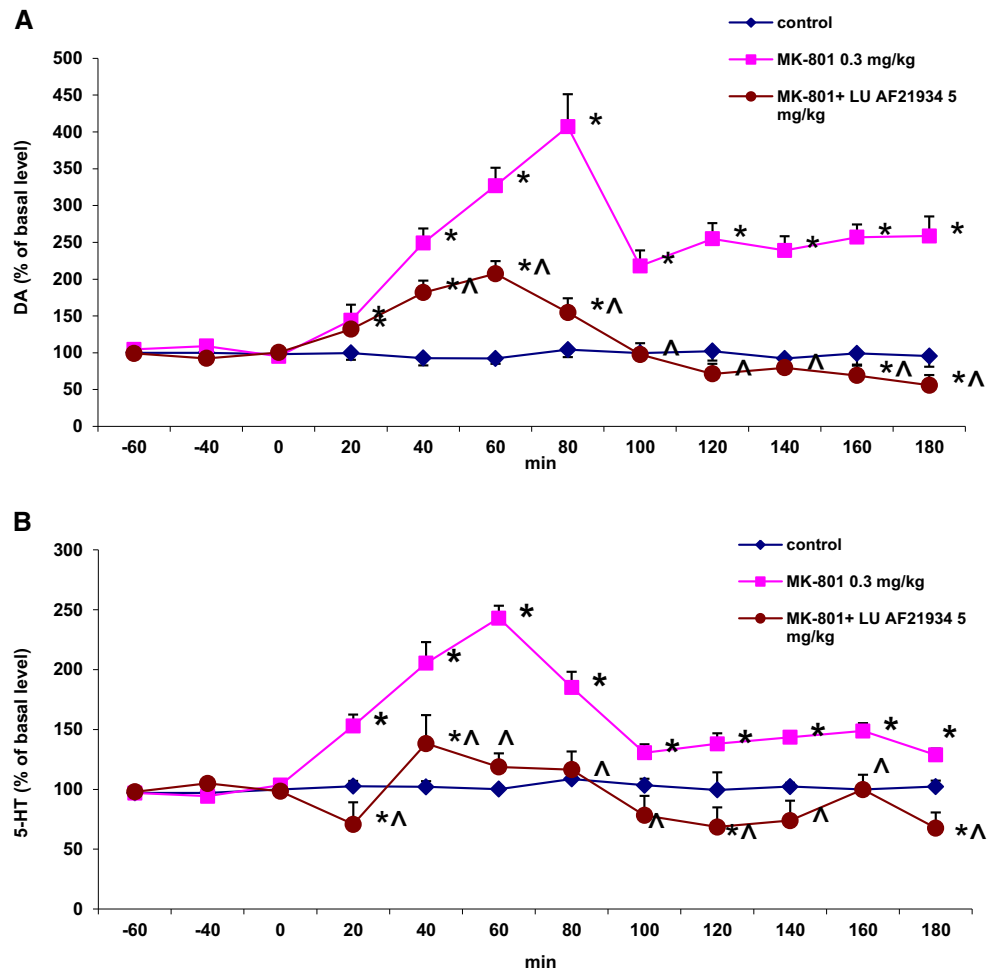 A
control
MK-801 0.3 mg/kg
MK-801+ LU AF21934 5
mg/kg
DA (% of basal level)
500
450
400
350
300
250
200
150
100
50
0
* * * * * * * * *
* *^ *^ *^ ^ ^ ^ *^ *^
-60 -40 0 20 40 60 80 100 120 140 160 180
min
B
control
MK-801 0.3 mg/kg
MK-801+ LU AF21934 5
mg/kg
5-HT (% of basal level)
300
250
200
150
100
50
0
* * * * * * * * *
*^ *^ ^ ^ ^ *^ ^ ^ *^
-60 -40 0 20 40 60 80 100 120 140 160 180
min